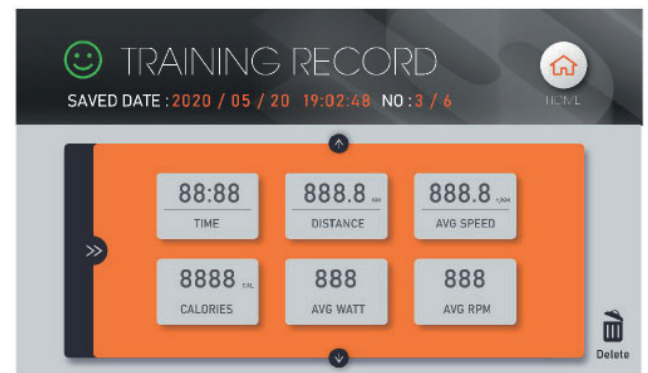 TRAINING RECORD
SAVED DATE : 2020 / 05 / 20 19:02:48 NO : 3 / 6
HOME
88:88
TIME
888.8 KM
DISTANCE
888.8
AVG SPEED
8888 CAL
CALORIES
888
AVG WATT
888
AVG RPM
Delete